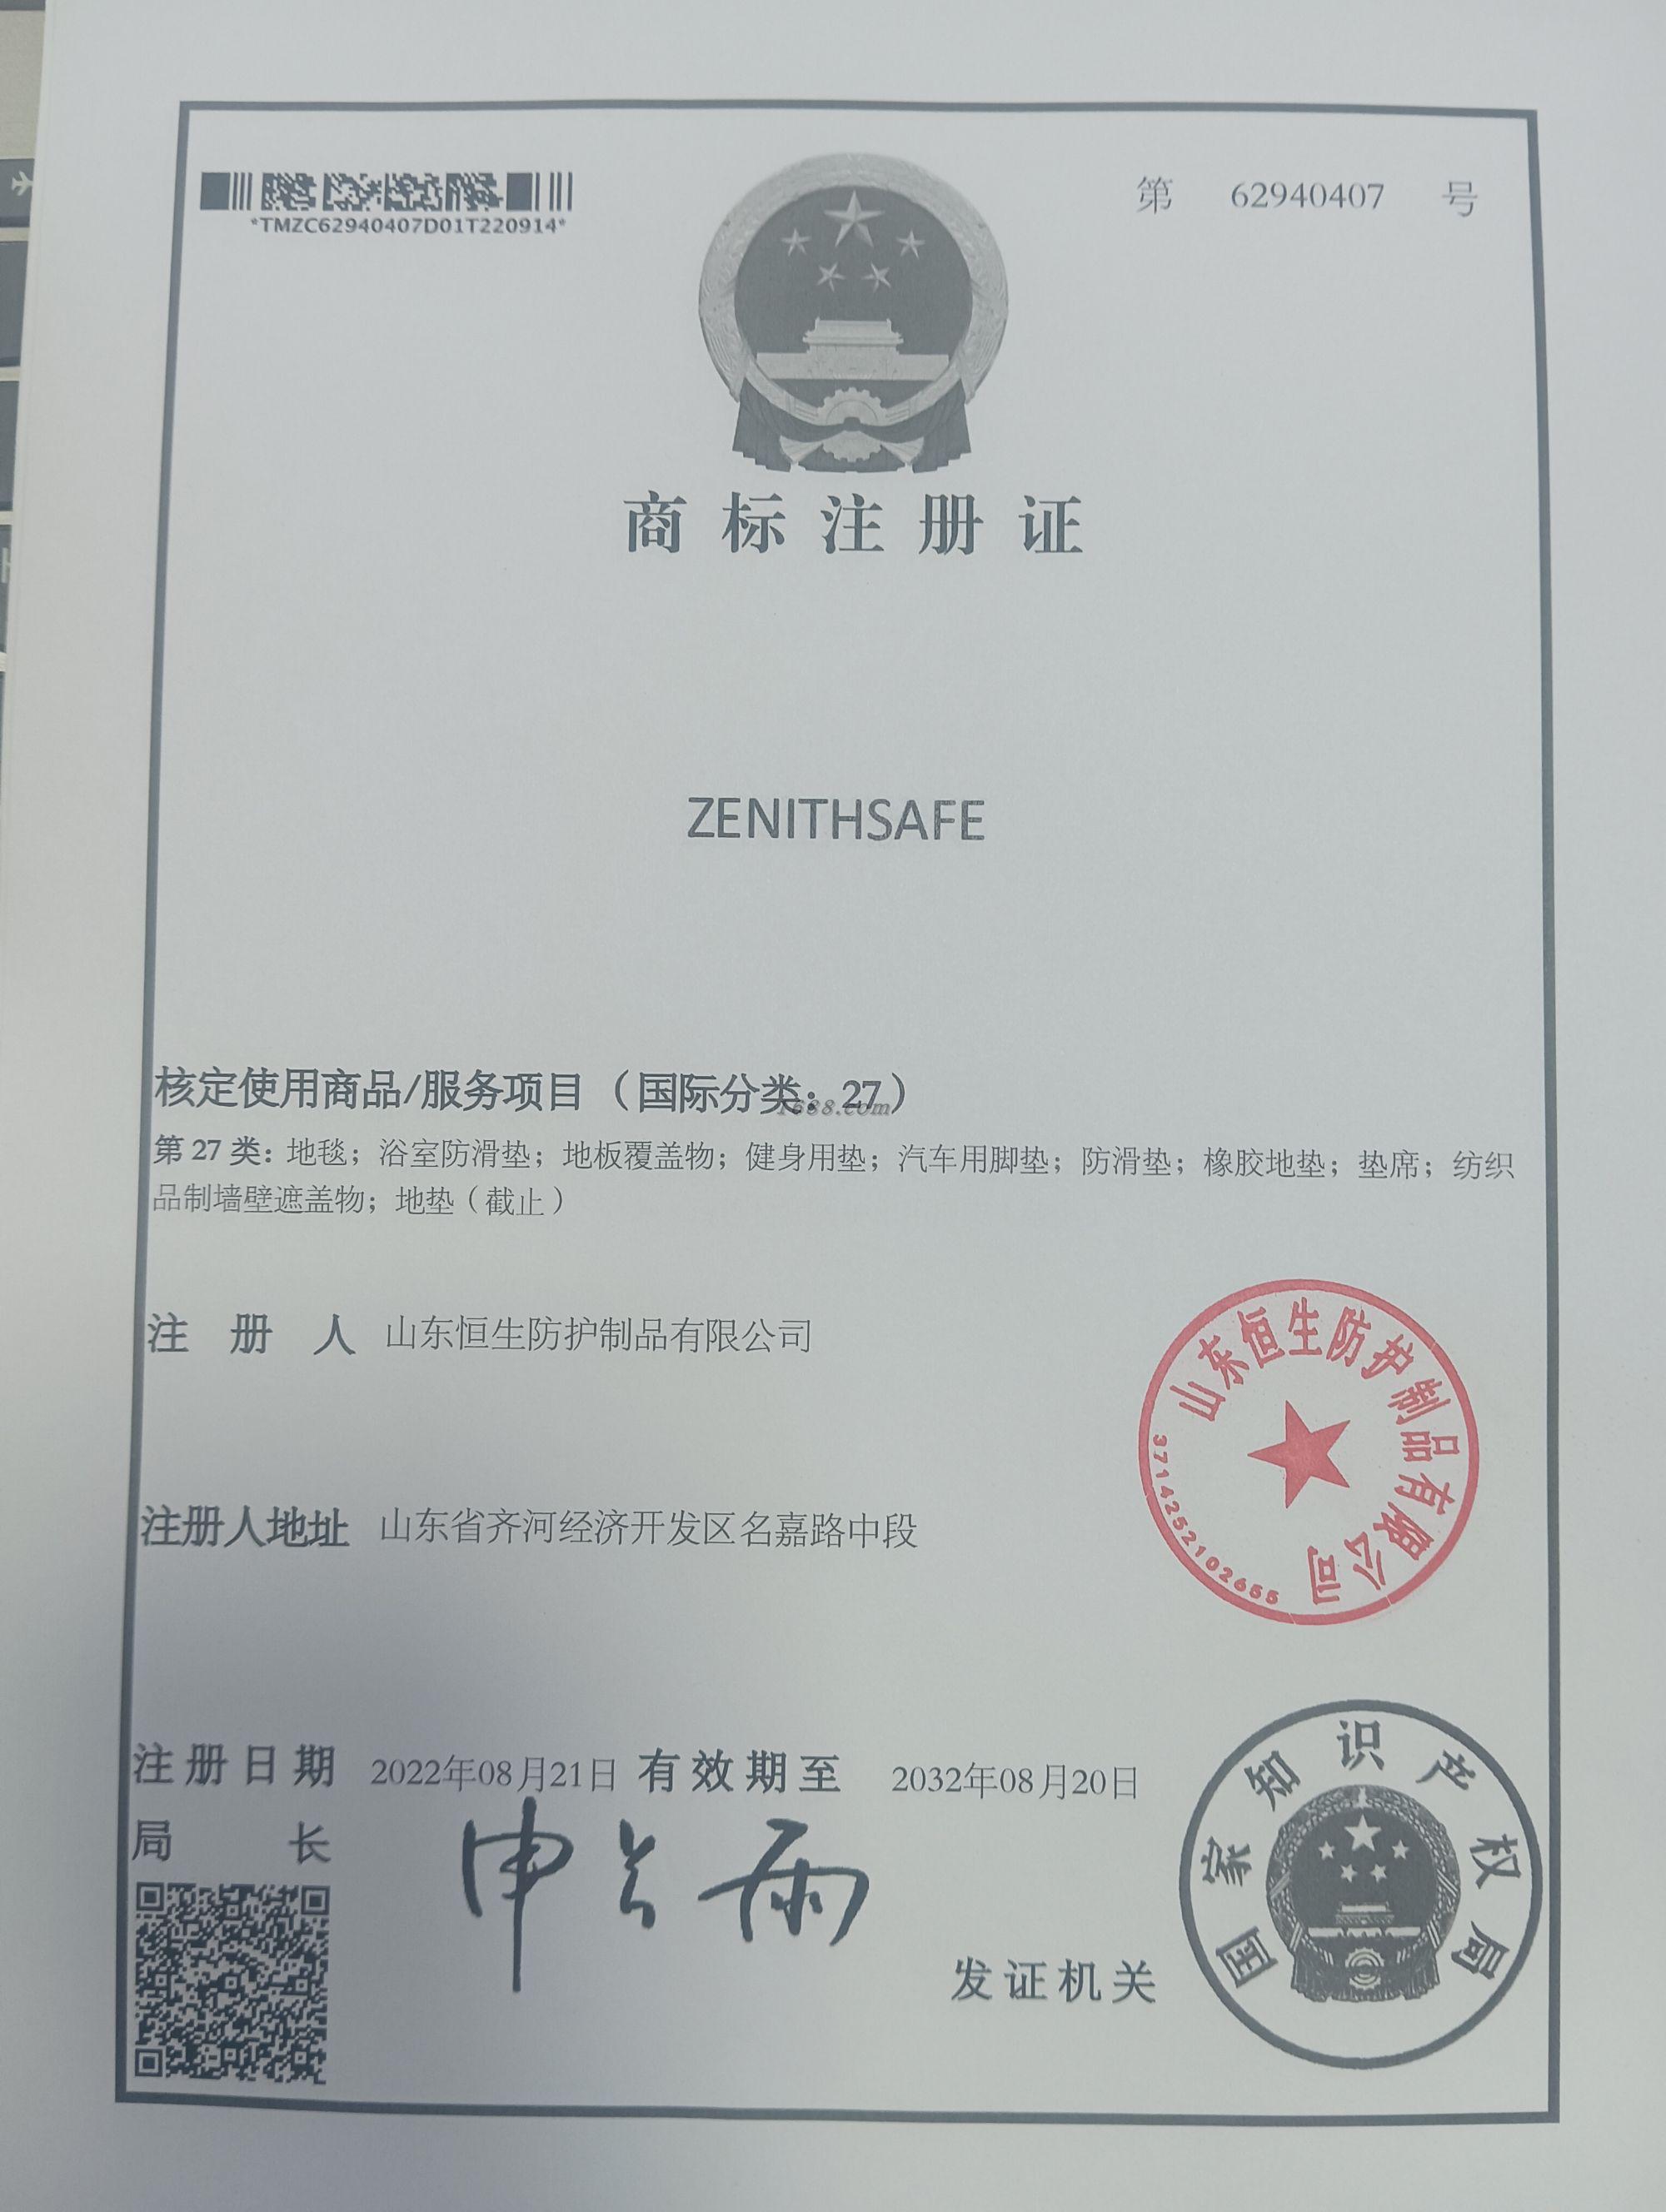 *TMZC62940407D01T220914*
第 62940407 号
商标注册证
ZENITHSAFE
核定使用商品/服务项目（国际分类：27）
1688.com
第 27 类：地毯；浴室防滑垫；地板覆盖物；健身用垫；汽车用脚垫；防滑垫；橡胶地垫；垫席；纺织
品制墙壁遮盖物；地垫（截止）
注册人 山东恒生防护制品有限公司
山东恒生防护制品有限公司
3714252102655
注册人地址 山东省齐河经济开发区名嘉路中段
注册日期 2022年08月21日 有效期至 2032年08月20日
局长 申长雨
发证机关
国家知识产权局